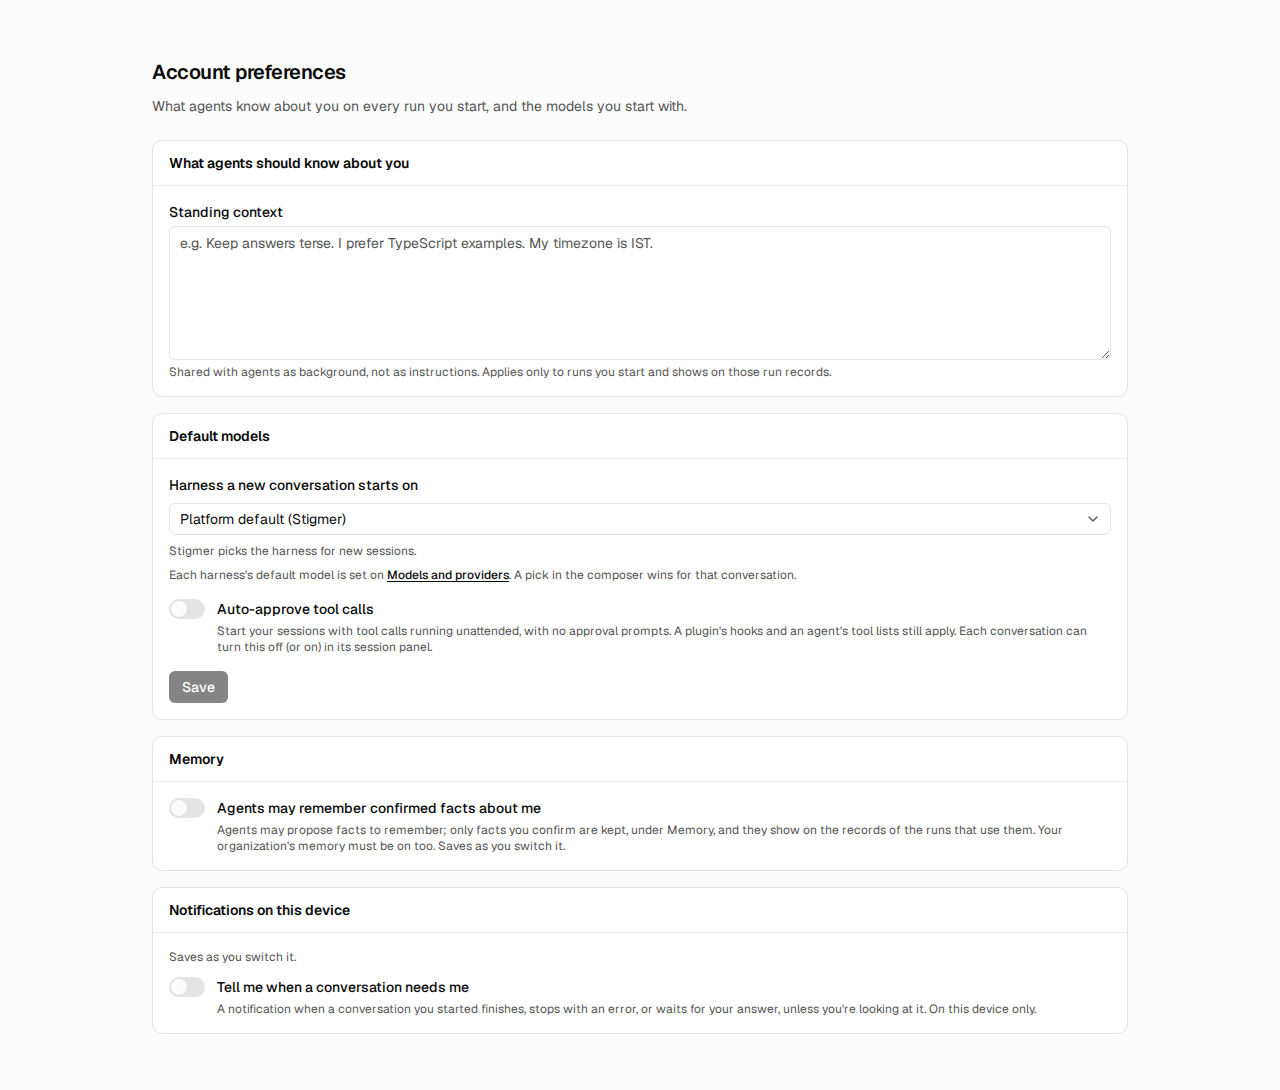 Account preferences
What agents know about you on every run you start, and the models you start with.
What agents should know about you
Standing context
e.g. Keep answers terse. I prefer TypeScript examples. My timezone is IST.
Shared with agents as background, not as instructions. Applies only to runs you start and shows on those run records.
Default models
Harness a new conversation starts on
Platform default (Stigmer)
Stigmer picks the harness for new sessions.
Each harness's default model is set on Models and providers. A pick in the composer wins for that conversation.
Auto-approve tool calls
Start your sessions with tool calls running unattended, with no approval prompts. A plugin's hooks and an agent's tool lists still apply. Each conversation can
turn this off (or on) in its session panel.
Save
Memory
Agents may remember confirmed facts about me
Agents may propose facts to remember; only facts you confirm are kept, under Memory, and they show on the records of the runs that use them. Your
organization's memory must be on too. Saves as you switch it.
Notifications on this device
Saves as you switch it.
Tell me when a conversation needs me
A notification when a conversation you started finishes, stops with an error, or waits for your answer, unless you're looking at it. On this device only.